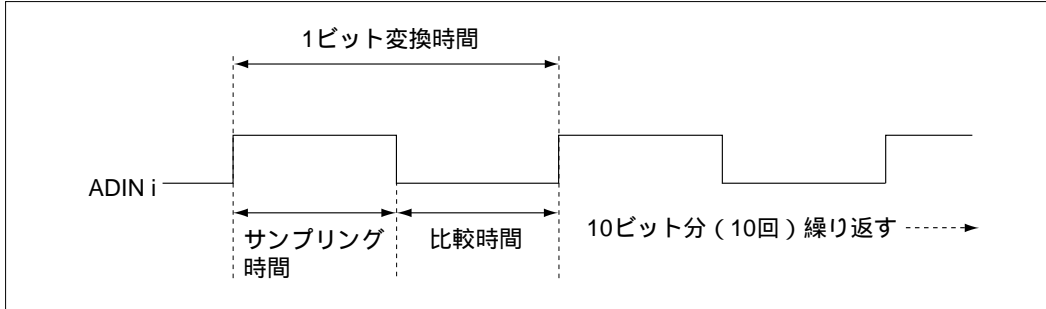 1ビット変換時間
ADIN i
サンプリング
時間
比較時間
10ビット分(10回)繰り返す